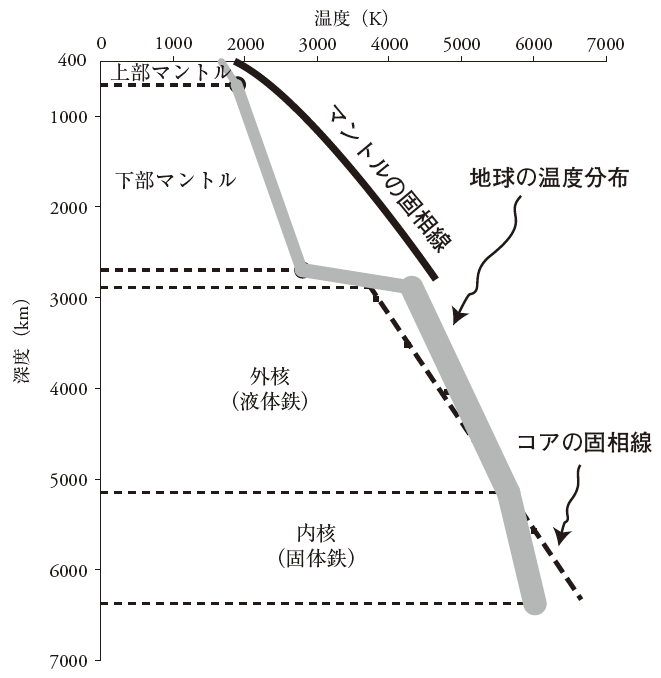 温度（K）
0 1000 2000 3000 4000 5000 6000 7000
400
上部マントル
1000
マントルの固相線
下部マントル
地球の温度分布
2000
3000
深度（km）
外核
（液体鉄）
4000
コアの固相線
5000
内核
（固体鉄）
6000
7000